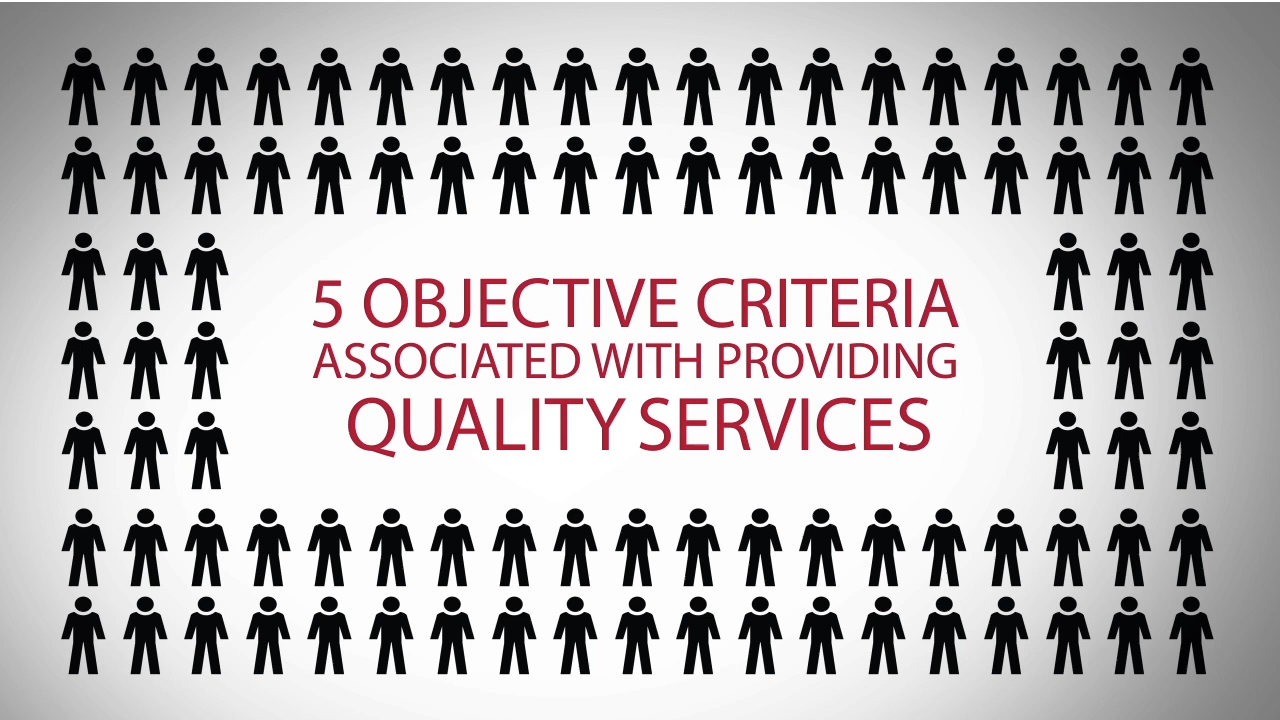 5 OBJECTIVE CRITERIA
ASSOCIATED WITH PROVIDING
QUALITY SERVICES